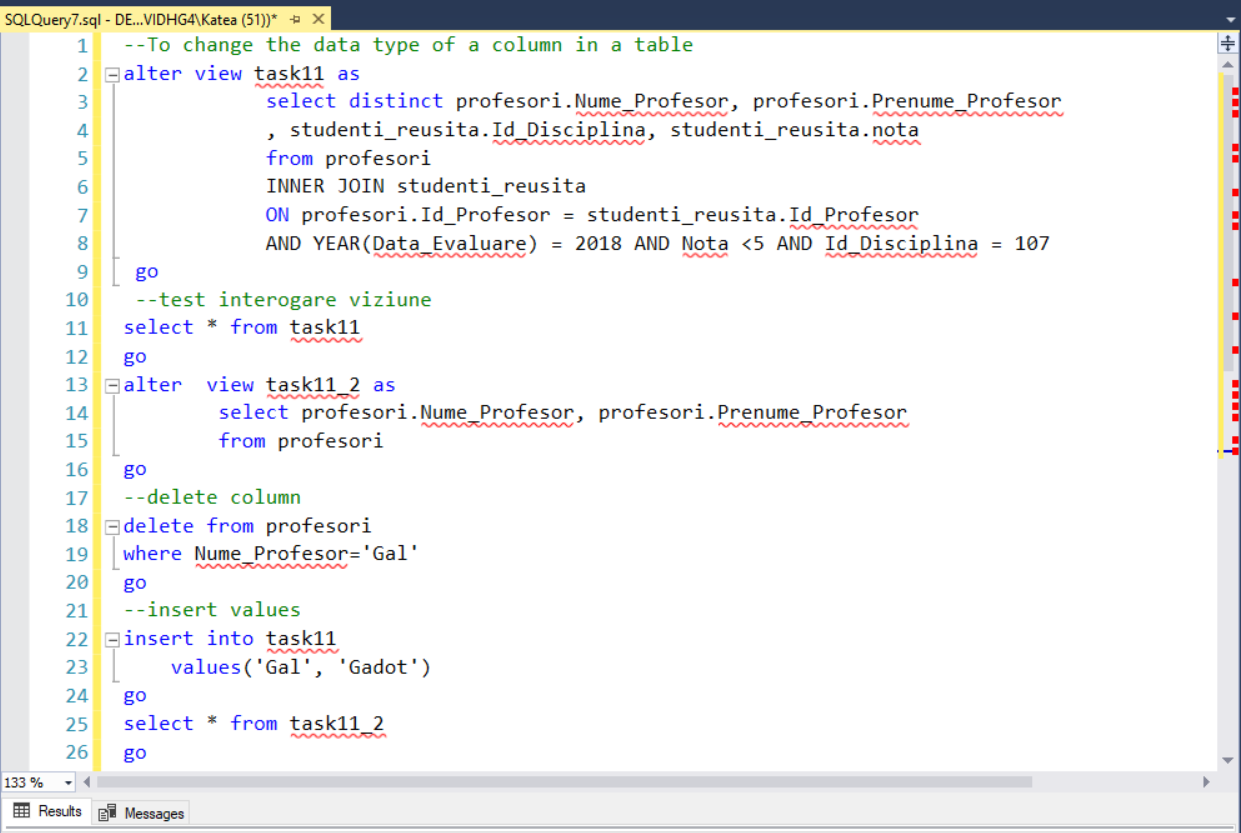 SQLQuery7.sql - DE...VIDHG4\Katea (51))*
1 --To change the data type of a column in a table
2 alter view task11 as
3 select distinct profesori.Nume_Profesor, profesori.Prenume_Profesor
4 , studenti_reusita.Id_Disciplina, studenti_reusita.nota
5 from profesori
6 INNER JOIN studenti_reusita
7 ON profesori.Id_Profesor = studenti_reusita.Id_Profesor
8 AND YEAR(Data_Evaluare) = 2018 AND Nota <5 AND Id_Disciplina = 107
9 go
10 --test interogare viziune
11 select * from task11
12 go
13 alter  view task11_2 as
14 select profesori.Nume_Profesor, profesori.Prenume_Profesor
15 from profesori
16 go
17 --delete column
18 delete from profesori
19 where Nume_Profesor='Gal'
20 go
21 --insert values
22 insert into task11
23 values('Gal', 'Gadot')
24 go
25 select * from task11_2
26 go
133 %
Results Messages